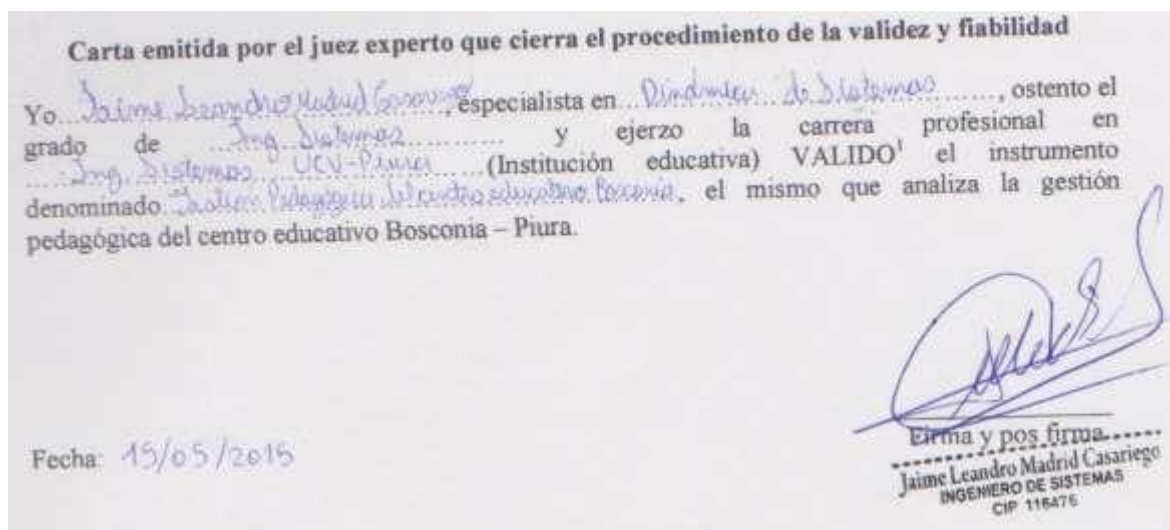 Carta emitida por el juez experto que cierra el procedimiento de la validez y fiabilidad
Yo...Jaime Leandro Madrid Casariego, especialista en...Dinámica de Sistemas......., ostento el
grado de ...Ing. Sistemas............ y ejerzo la carrera profesional en
......Ing. Sistemas...UCV-Piura......(Institución educativa) VALIDO¹ el instrumento
denominado..Gestion Pedagógica del centro educativo Bosconia, el mismo que analiza la gestión
pedagógica del centro educativo Bosconia – Piura.
Firma y pos firma
Fecha: 15/05/2015
Jaime Leandro Madrid Casariego
INGENIERO DE SISTEMAS
CIP 116476